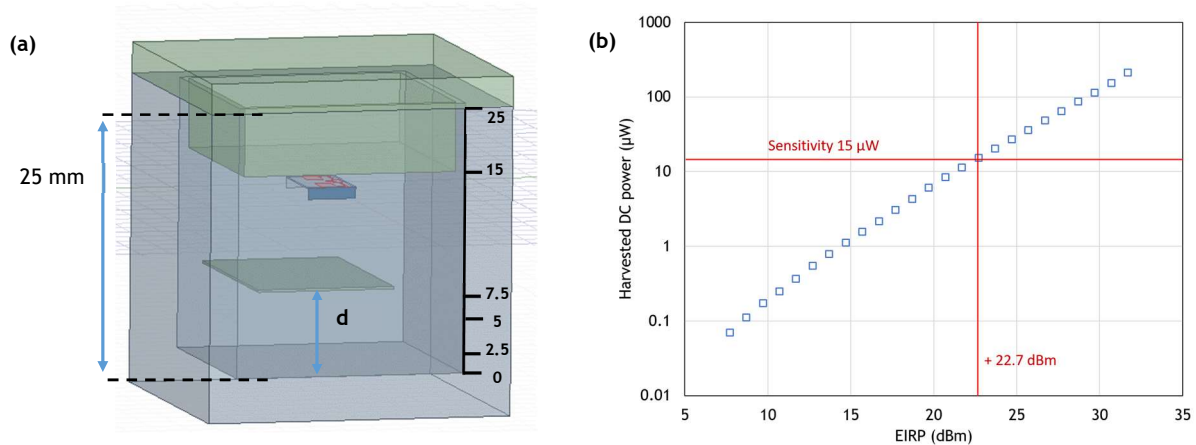 (a)
25 mm
25
15
7.5
5
2.5
0
d
(b)
Harvested DC power (µW)
1000
100
10
1
0.1
0.01
Sensitivity 15 µW
+ 22.7 dBm
5 10 15 20 25 30 35
EIRP (dBm)